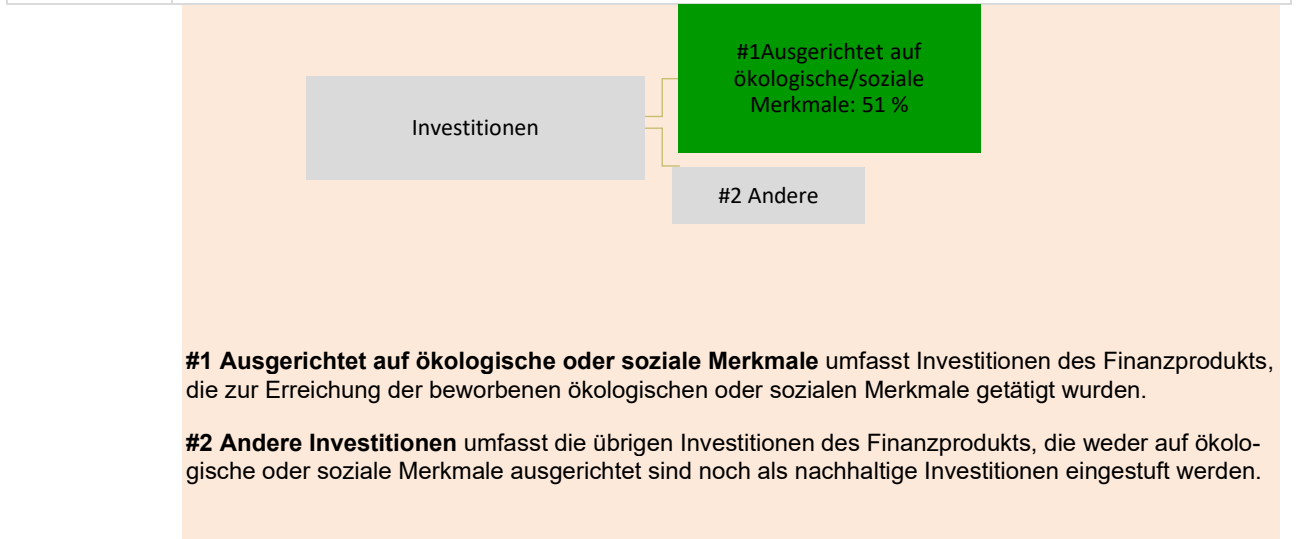 #1Ausgerichtet auf
ökologische/soziale
Merkmale: 51 %
Investitionen
#2 Andere
#1 Ausgerichtet auf ökologische oder soziale Merkmale umfasst Investitionen des Finanzprodukts,
die zur Erreichung der beworbenen ökologischen oder sozialen Merkmale getätigt wurden.
#2 Andere Investitionen umfasst die übrigen Investitionen des Finanzprodukts, die weder auf ökolo-
gische oder soziale Merkmale ausgerichtet sind noch als nachhaltige Investitionen eingestuft werden.